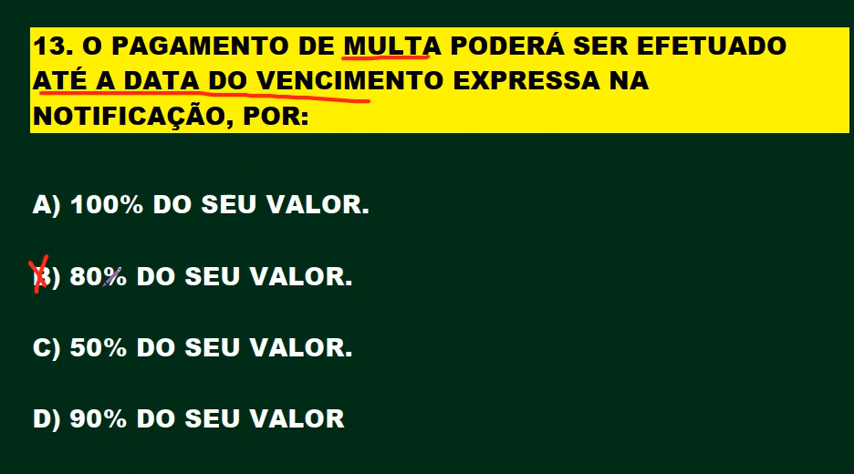 13. O PAGAMENTO DE MULTA PODERÁ SER EFETUADO
ATÉ A DATA DO VENCIMENTO EXPRESSA NA
NOTIFICAÇÃO, POR:
A) 100% DO SEU VALOR.
B) 80% DO SEU VALOR.
C) 50% DO SEU VALOR.
D) 90% DO SEU VALOR